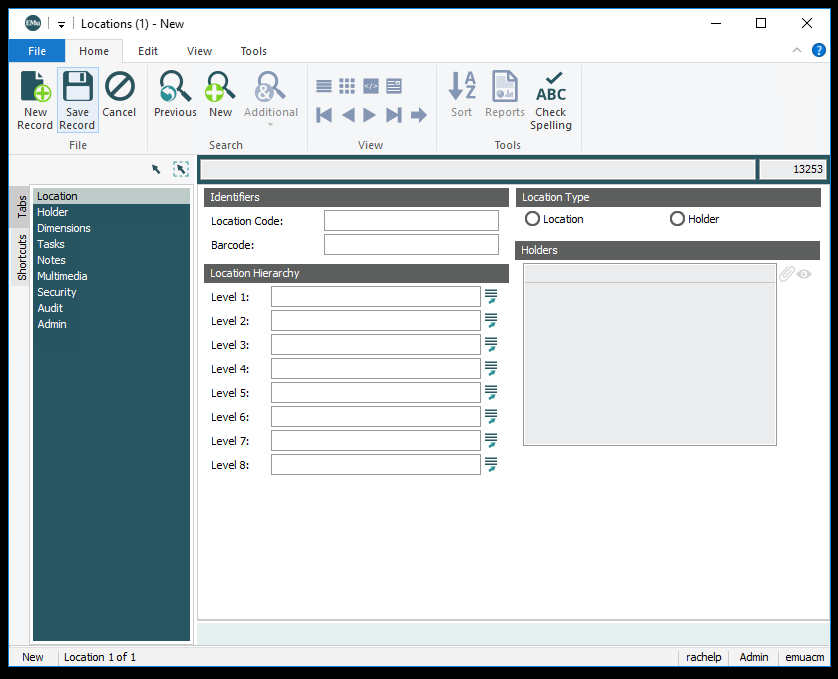 EMu
Locations (1) - New
File Home Edit View Tools
?
New Record
Save Record
Cancel
Previous
New
Additional
Sort
Reports
ABC
Check Spelling
File
Search
View
Tools
13253
Tabs
Shortcuts
Location
Holder
Dimensions
Tasks
Notes
Multimedia
Security
Audit
Admin
Identifiers
Location Code:
Barcode:
Location Hierarchy
Level 1:
Level 2:
Level 3:
Level 4:
Level 5:
Level 6:
Level 7:
Level 8:
Location Type
Location Holder
Holders
New Location 1 of 1 rachelp Admin emuacm